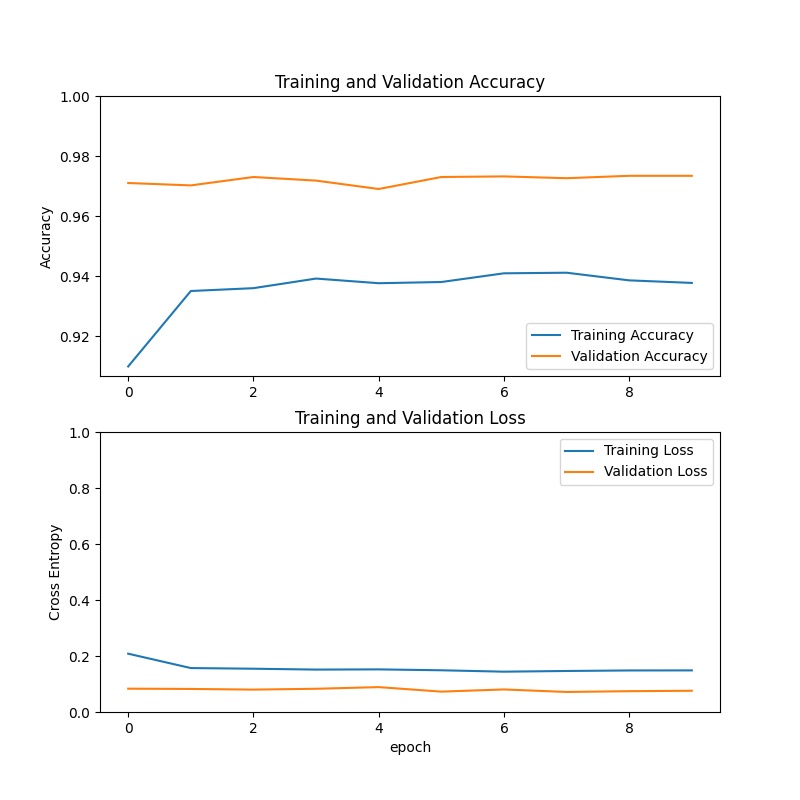 Training and Validation Accuracy
1.00
0.98
0.96
0.94
0.92
Accuracy
Training Accuracy
Validation Accuracy
0 2 4 6 8
Training and Validation Loss
1.0
0.8
0.6
0.4
0.2
0.0
Cross Entropy
Training Loss
Validation Loss
0 2 4 6 8
epoch